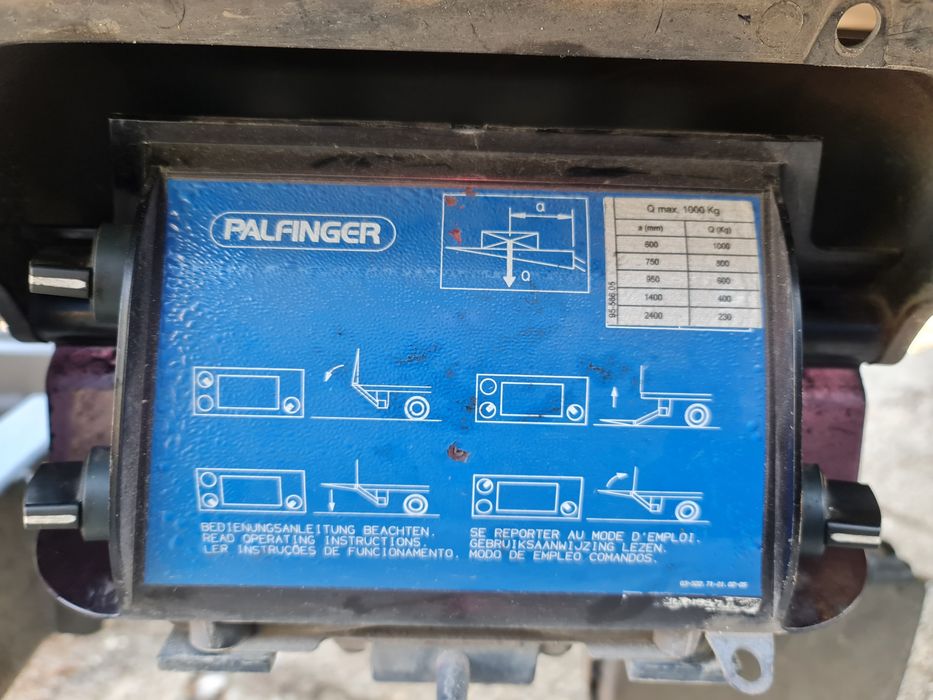 PALFINGER
a
Q
Q max. 1000 Kg
a (mm) Q (Kg)
600 1000
750 800
950 600
1400 400
2400 230
95-586.05
BEDIENUNGSANLEITUNG BEACHTEN.
READ OPERATING INSTRUCTIONS.
LER INSTRUÇÕES DE FUNCIONAMENTO.
SE REPORTER AU MODE D'EMPLOI.
GEBRUIKSAANWIJZING LEZEN.
MODO DE EMPLEO COMANDOS.